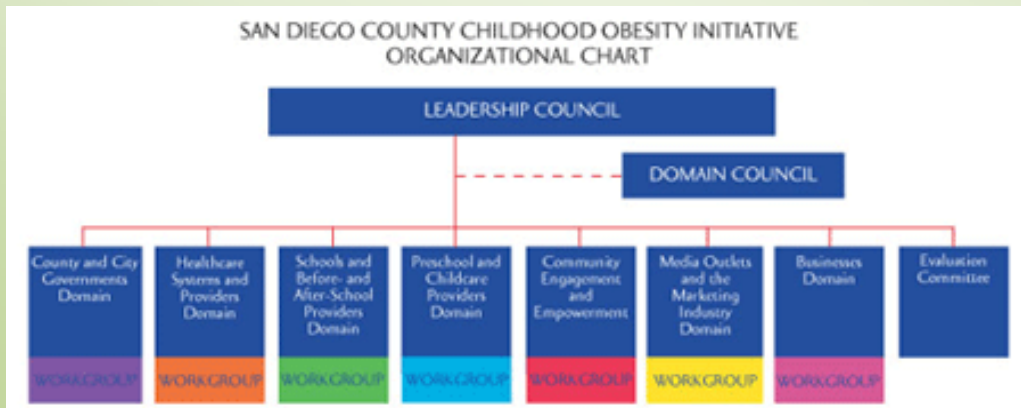 SAN DIEGO COUNTY CHILDHOOD OBESITY INITIATIVE
ORGANIZATIONAL CHART
LEADERSHIP COUNCIL
DOMAIN COUNCIL
County and City
Governments
Domain
WORKGROUP
Healthcare
Systems and
Providers
Domain
WORKGROUP
Schools and
Before- and
After-School
Providers
Domain
WORKGROUP
Preschool and
Childcare
Providers
Domain
WORKGROUP
Community
Engagement
and
Empowerment
WORKGROUP
Media Outlets
and the
Marketing
Industry
Domain
WORKGROUP
Businesses
Domain
WORKGROUP
Evaluation
Committee